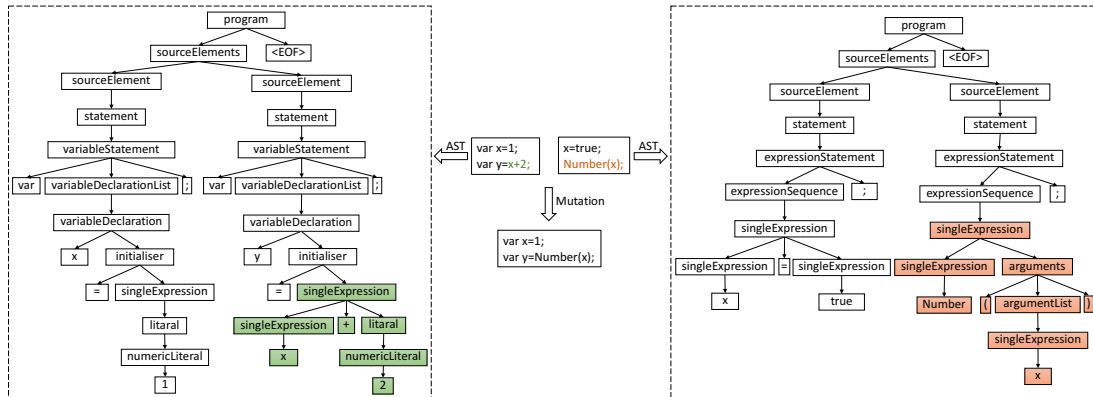 program
sourceElements <EOF>
sourceElement sourceElement
statement statement
variableStatement variableStatement
var variableDeclarationList ; var variableDeclarationList ;
variableDeclaration variableDeclaration
x initialiser y initialiser
= singleExpression = singleExpression
litaral singleExpression + litaral
numericLiteral x numericLiteral
1 2
AST
var x=1;
var y=x+2;
x=true;
Number(x);
AST
Mutation
var x=1;
var y=Number(x);
program
sourceElements <EOF>
sourceElement sourceElement
statement statement
expressionStatement expressionStatement
expressionSequence ; expressionSequence ;
singleExpression singleExpression
singleExpression = singleExpression singleExpression arguments
x true Number ( argumentList )
singleExpression
x